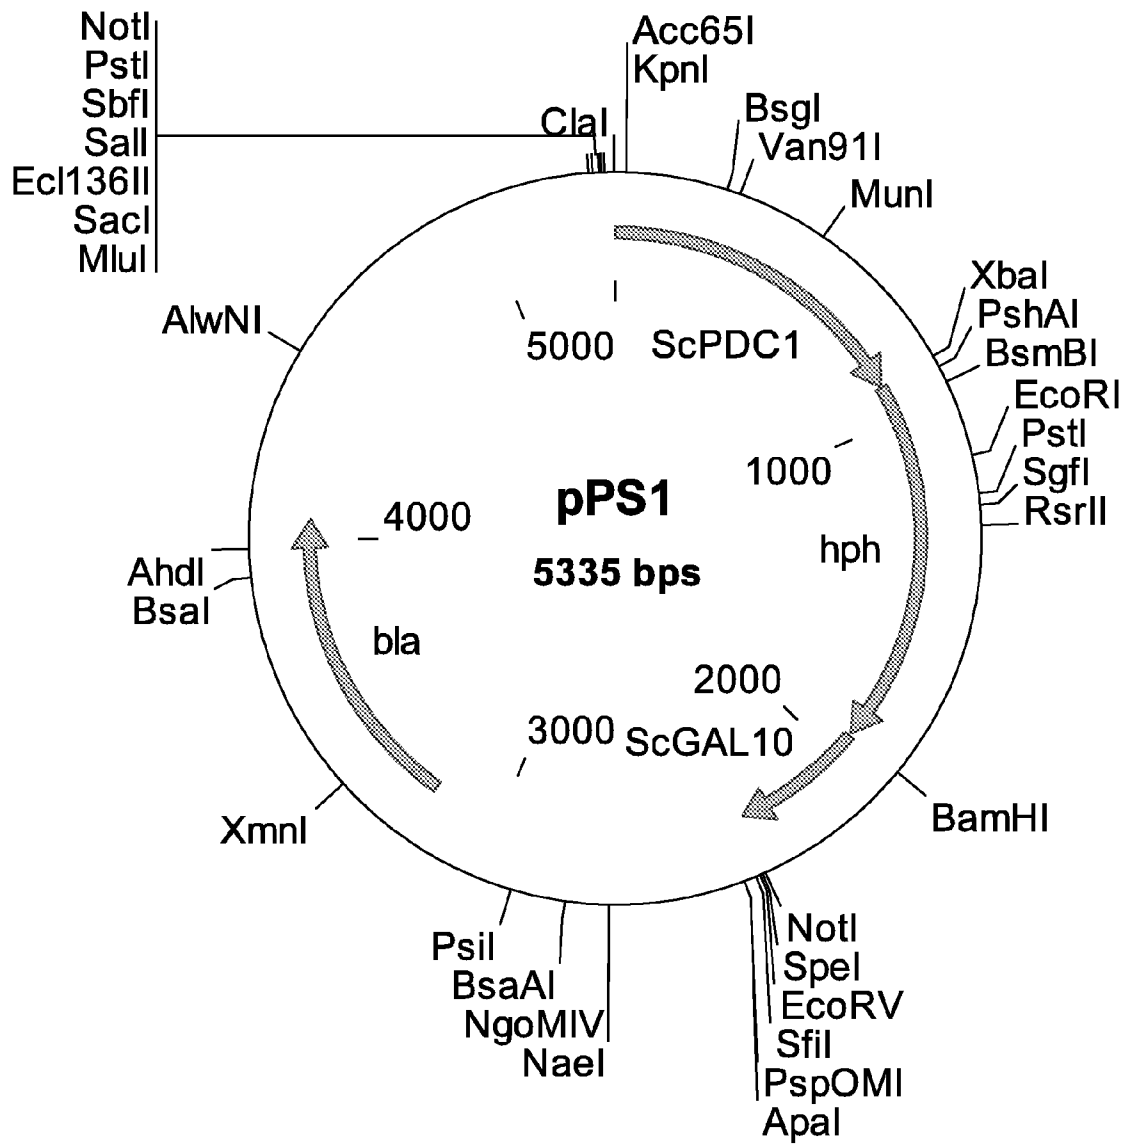 NotI
PstI
SbfI
SalI
Ecl136II
SacI
MluI
ClaI
Acc65I
KpnI
BsgI
Van91I
MunI
XbaI
PshAI
BsmBI
EcoRI
PstI
SgfI
RsrII
BamHI
NotI
SpeI
EcoRV
SfiI
PspOMI
ApaI
NaeI
NgoMIV
BsaAI
PsiI
XmnI
BsaI
AhdI
AlwNI
5000
ScPDC1
1000
hph
2000
ScGAL10
3000
bla
4000
pPS1
5335 bps